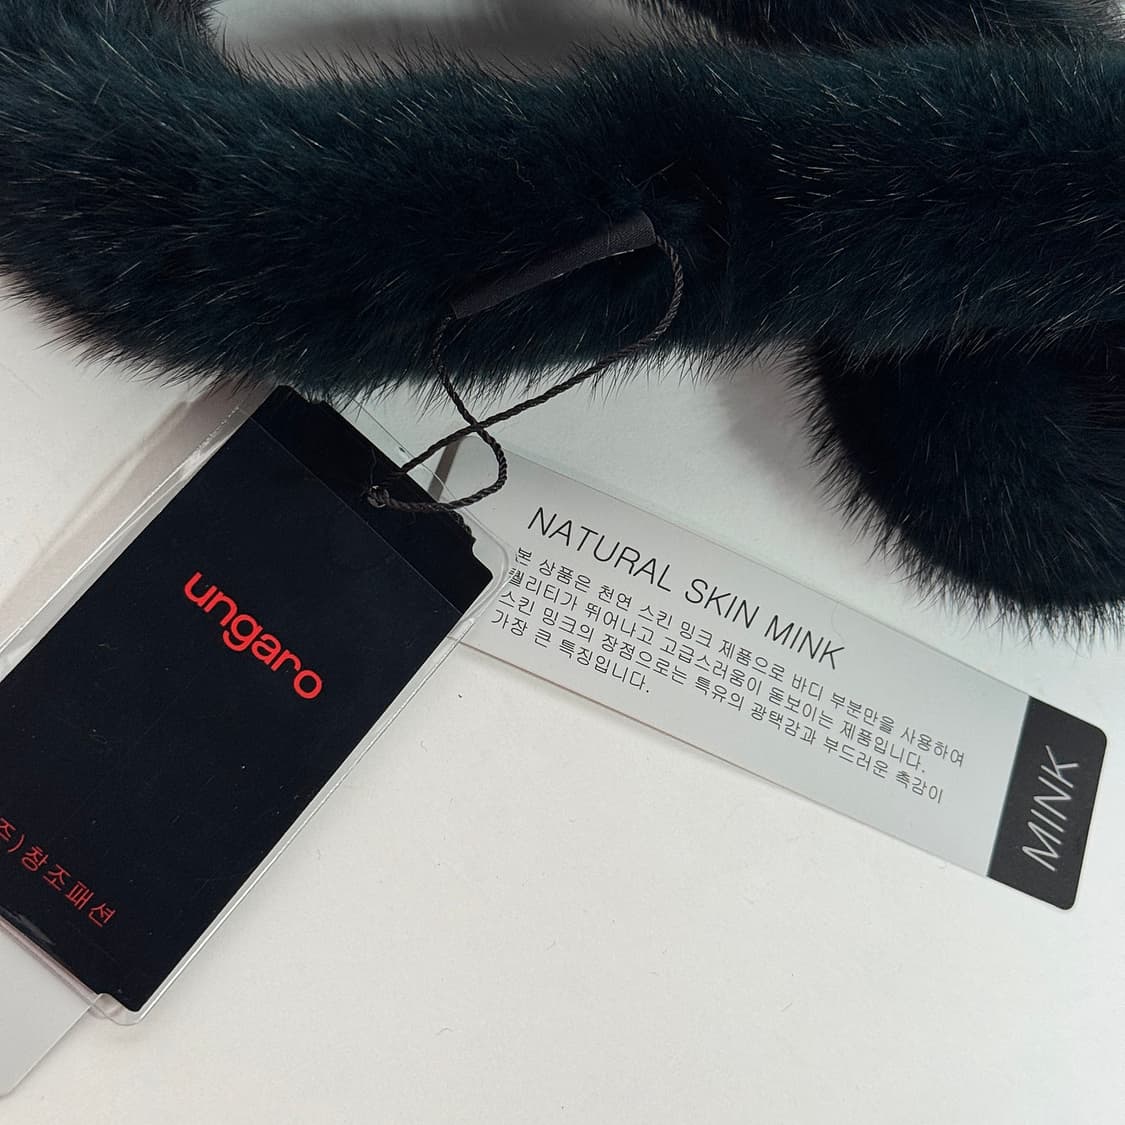 ungaro
주)창조패션
NATURAL SKIN MINK
본 상품은 천연 스킨 밍크 제품으로 바디 부분만을 사용하여
퀄리티가 뛰어나고 고급스러움이 돋보이는 제품입니다.
스킨 밍크의 장점으로는 특유의 광택감과 부드러운 촉감이
가장 큰 특징입니다.
MINK